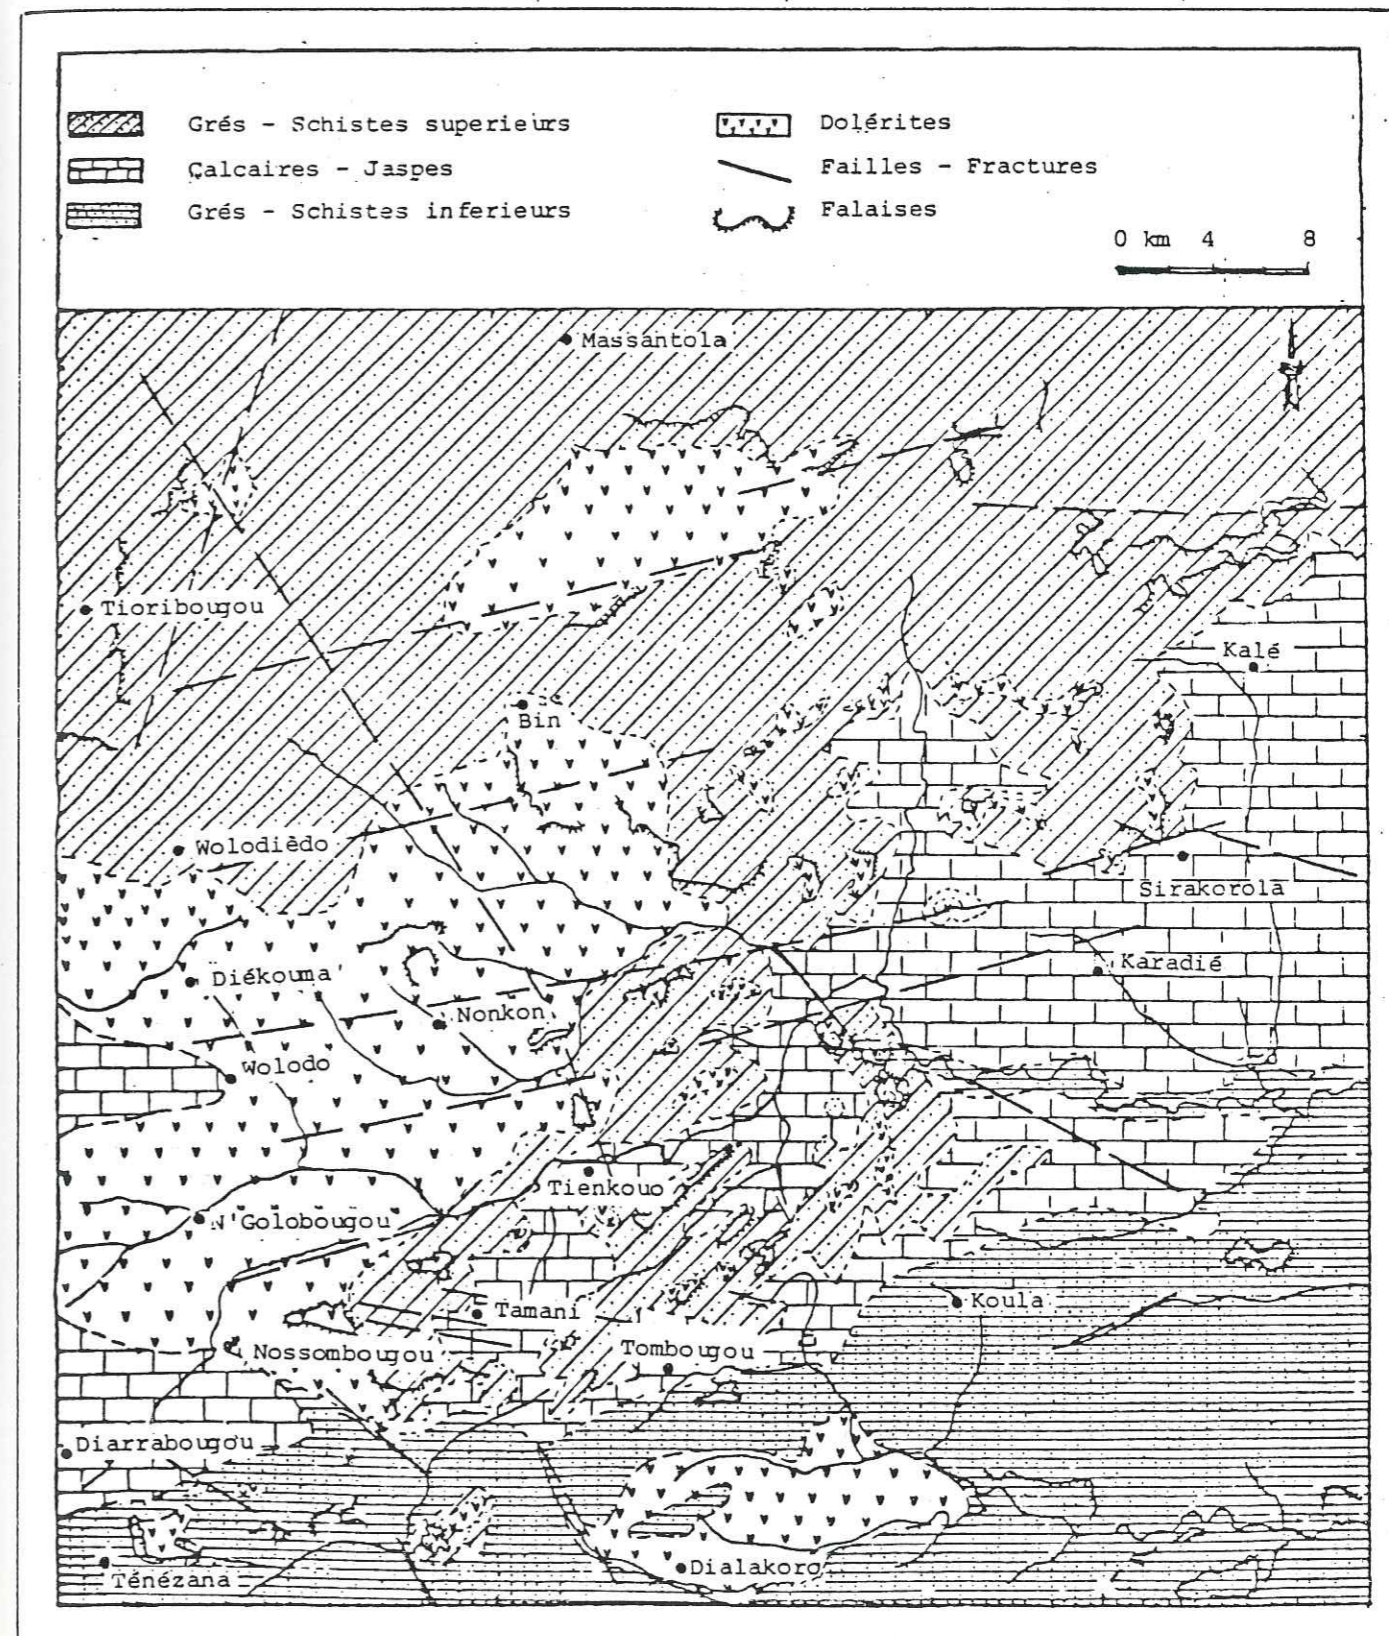 Grés - Schistes superieurs
Calcaires - Jaspes
Grés - Schistes inferieurs
Dolérites
Failles - Fractures
Falaises
0 km 4 8
Massantola
Tioribougou
Kalé
Bin
Wolodièdo
Sirakorola
Karadié
Diékouma
Nonkon
Wolodo
Tienkouo
N'Golobougou
Koula
Tamani
Nossombougou
Tombougou
Diarrabougou
Dialakoro
Ténézana